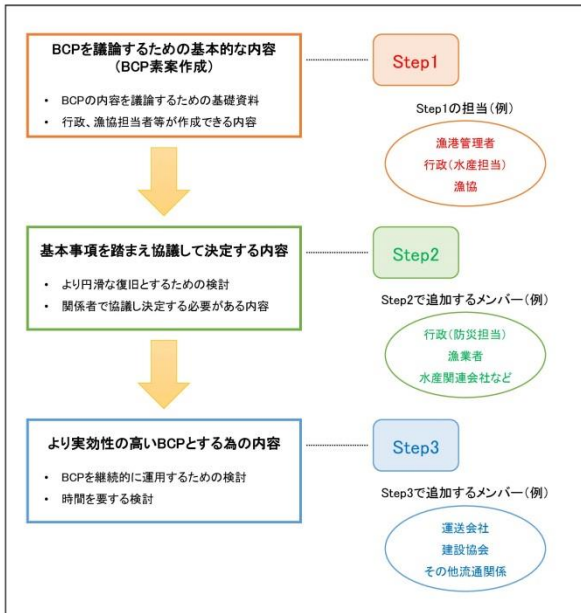 BCPを議論するための基本的な内容
(BCP素案作成)
• BCPの内容を議論するための基礎資料
• 行政、漁協担当者等が作成できる内容
Step1
Step1の担当(例)
漁港管理者
行政(水産担当)
漁協
基本事項を踏まえ協議して決定する内容
• より円滑な復旧とするための検討
• 関係者で協議し決定する必要がある内容
Step2
Step2で追加するメンバー(例)
行政(防災担当)
漁業者
水産関連会社など
より実効性の高いBCPとする為の内容
• BCPを継続的に運用するための検討
• 時間を要する検討
Step3
Step3で追加するメンバー(例)
運送会社
建設協会
その他流通関係